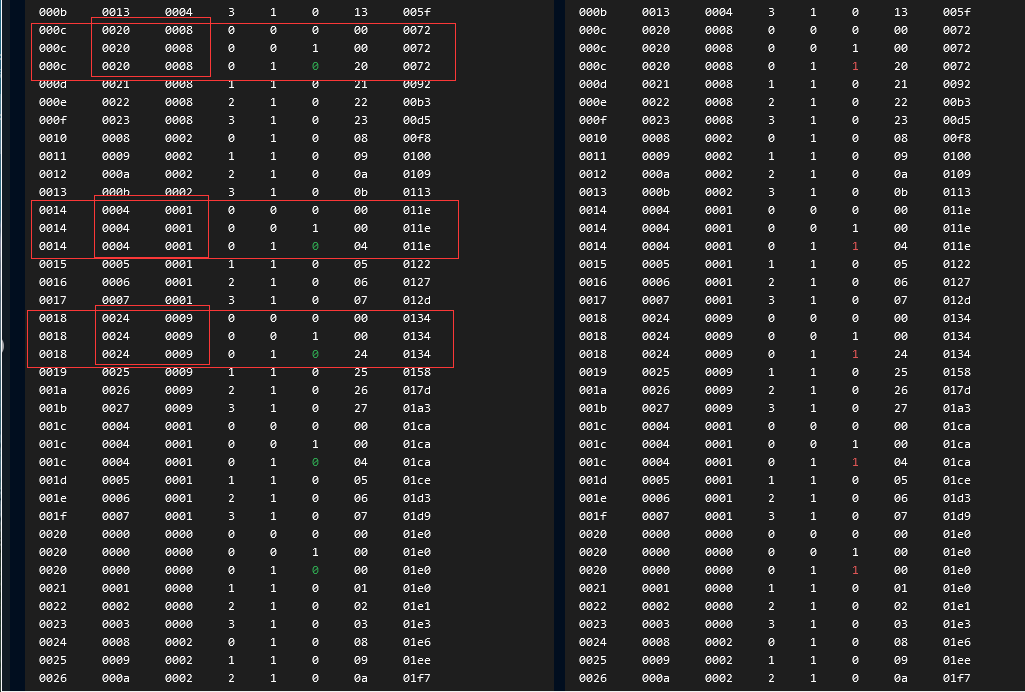 000b 0013 0004 3 1 0 13 005f 000b 0013 0004 3 1 0 13 005f
000c 0020 0008 0 0 0 00 0072 000c 0020 0008 0 0 0 00 0072
000c 0020 0008 0 0 1 00 0072 000c 0020 0008 0 0 1 00 0072
000c 0020 0008 0 1 0 20 0072 000c 0020 0008 0 1 1 20 0072
000d 0021 0008 1 1 0 21 0092 000d 0021 0008 1 1 0 21 0092
000e 0022 0008 2 1 0 22 00b3 000e 0022 0008 2 1 0 22 00b3
000f 0023 0008 3 1 0 23 00d5 000f 0023 0008 3 1 0 23 00d5
0010 0008 0002 0 1 0 08 00f8 0010 0008 0002 0 1 0 08 00f8
0011 0009 0002 1 1 0 09 0100 0011 0009 0002 1 1 0 09 0100
0012 000a 0002 2 1 0 0a 0109 0012 000a 0002 2 1 0 0a 0109
0013 000b 0002 3 1 0 0b 0113 0013 000b 0002 3 1 0 0b 0113
0014 0004 0001 0 0 0 00 011e 0014 0004 0001 0 0 0 00 011e
0014 0004 0001 0 0 1 00 011e 0014 0004 0001 0 0 1 00 011e
0014 0004 0001 0 1 0 04 011e 0014 0004 0001 0 1 1 04 011e
0015 0005 0001 1 1 0 05 0122 0015 0005 0001 1 1 0 05 0122
0016 0006 0001 2 1 0 06 0127 0016 0006 0001 2 1 0 06 0127
0017 0007 0001 3 1 0 07 012d 0017 0007 0001 3 1 0 07 012d
0018 0024 0009 0 0 0 00 0134 0018 0024 0009 0 0 0 00 0134
0018 0024 0009 0 0 1 00 0134 0018 0024 0009 0 0 1 00 0134
0018 0024 0009 0 1 0 24 0134 0018 0024 0009 0 1 1 24 0134
0019 0025 0009 1 1 0 25 0158 0019 0025 0009 1 1 0 25 0158
001a 0026 0009 2 1 0 26 017d 001a 0026 0009 2 1 0 26 017d
001b 0027 0009 3 1 0 27 01a3 001b 0027 0009 3 1 0 27 01a3
001c 0004 0001 0 0 0 00 01ca 001c 0004 0001 0 0 0 00 01ca
001c 0004 0001 0 0 1 00 01ca 001c 0004 0001 0 0 1 00 01ca
001c 0004 0001 0 1 0 04 01ca 001c 0004 0001 0 1 1 04 01ca
001d 0005 0001 1 1 0 05 01ce 001d 0005 0001 1 1 0 05 01ce
001e 0006 0001 2 1 0 06 01d3 001e 0006 0001 2 1 0 06 01d3
001f 0007 0001 3 1 0 07 01d9 001f 0007 0001 3 1 0 07 01d9
0020 0000 0000 0 0 0 00 01e0 0020 0000 0000 0 0 0 00 01e0
0020 0000 0000 0 0 1 00 01e0 0020 0000 0000 0 0 1 00 01e0
0020 0000 0000 0 1 0 00 01e0 0020 0000 0000 0 1 1 00 01e0
0021 0001 0000 1 1 0 01 01e0 0021 0001 0000 1 1 0 01 01e0
0022 0002 0000 2 1 0 02 01e1 0022 0002 0000 2 1 0 02 01e1
0023 0003 0000 3 1 0 03 01e3 0023 0003 0000 3 1 0 03 01e3
0024 0008 0002 0 1 0 08 01e6 0024 0008 0002 0 1 0 08 01e6
0025 0009 0002 1 1 0 09 01ee 0025 0009 0002 1 1 0 09 01ee
0026 000a 0002 2 1 0 0a 01f7 0026 000a 0002 2 1 0 0a 01f7